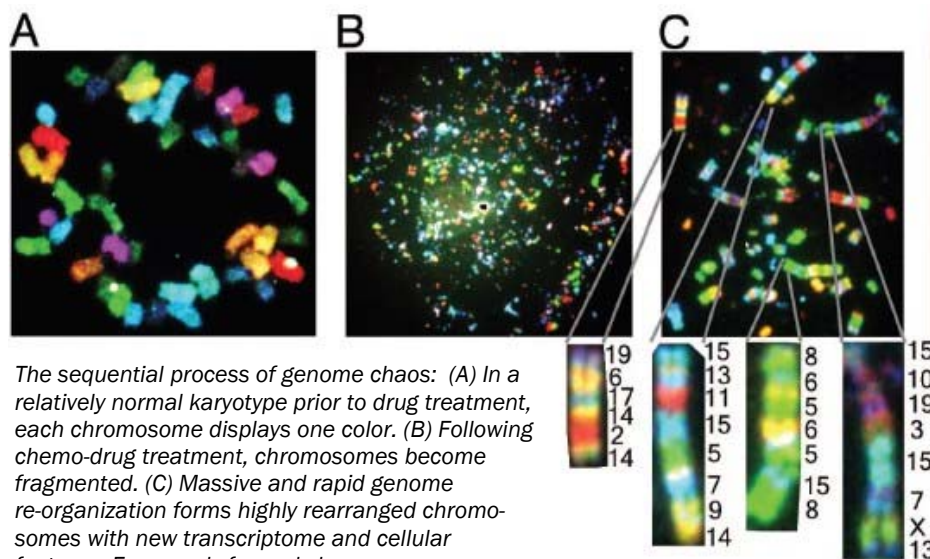 A
B
C
The sequential process of genome chaos: (A) In a
relatively normal karyotype prior to drug treatment,
each chromosome displays one color. (B) Following
chemo-drug treatment, chromosomes become
fragmented. (C) Massive and rapid genome
re-organization forms highly rearranged chromo-
somes with new transcriptome and cellular
19
6
17
14
2
14
15
13
11
15
5
7
9
14
8
6
5
6
5
15
8
15
10
19
3
15
7
X
13